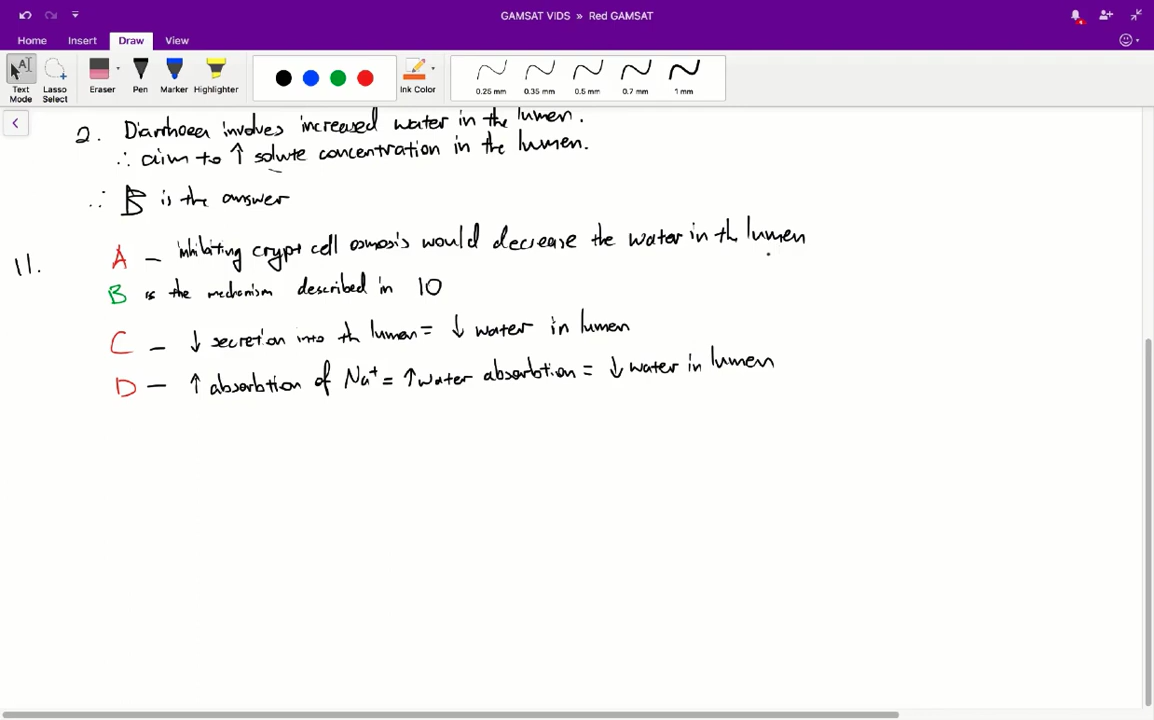 GAMSAT VIDS » Red GAMSAT
Home Insert Draw View
Text Mode
Lasso Select
Eraser
Pen
Marker
Highlighter
Ink Color
0.25 mm
0.35 mm
0.5 mm
0.7 mm
1 mm
2. Diarrhoea involves increased water in the lumen.
∴ aim to ↑ solute concentration in the lumen.
∴ B is the answer
11. A – inhibiting crypt cell osmosis would decrease the water in th lumen
B is the mechanism described in 10
C – ↓ secretion into th lumen = ↓ water in lumen
D – ↑ absorbtion of Na+ = ↑ water absorbtion = ↓ water in lumen